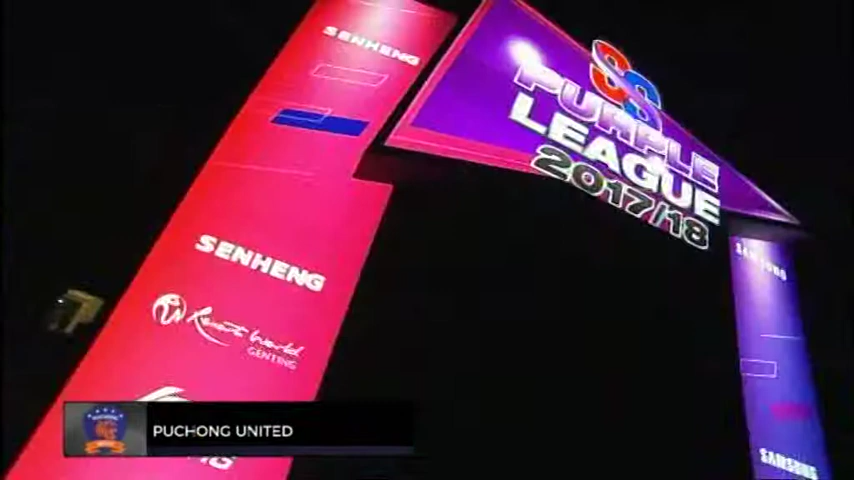 SENHENG
PURPLE
LEAGUE
2017/18
SENHENG
Resorts World
GENTING
SAMSUNG
SAMSUNG
PUCHONG UNITED